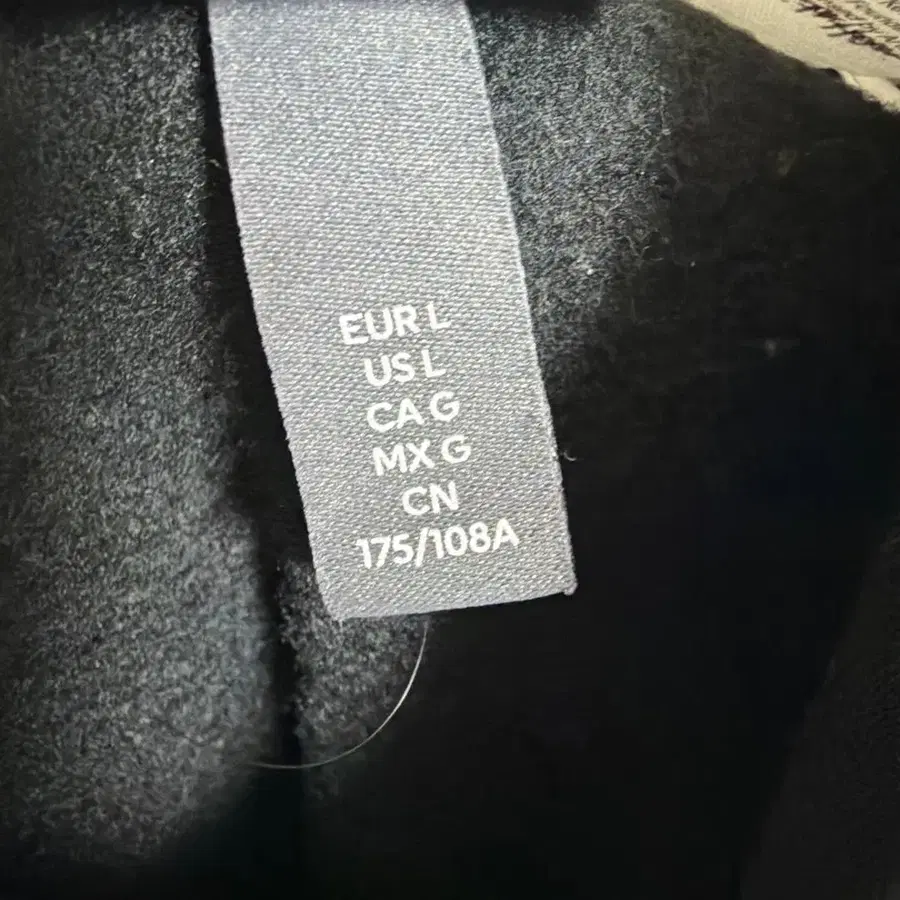 EUR L
US L
CA G
MX G
CN
175/108A